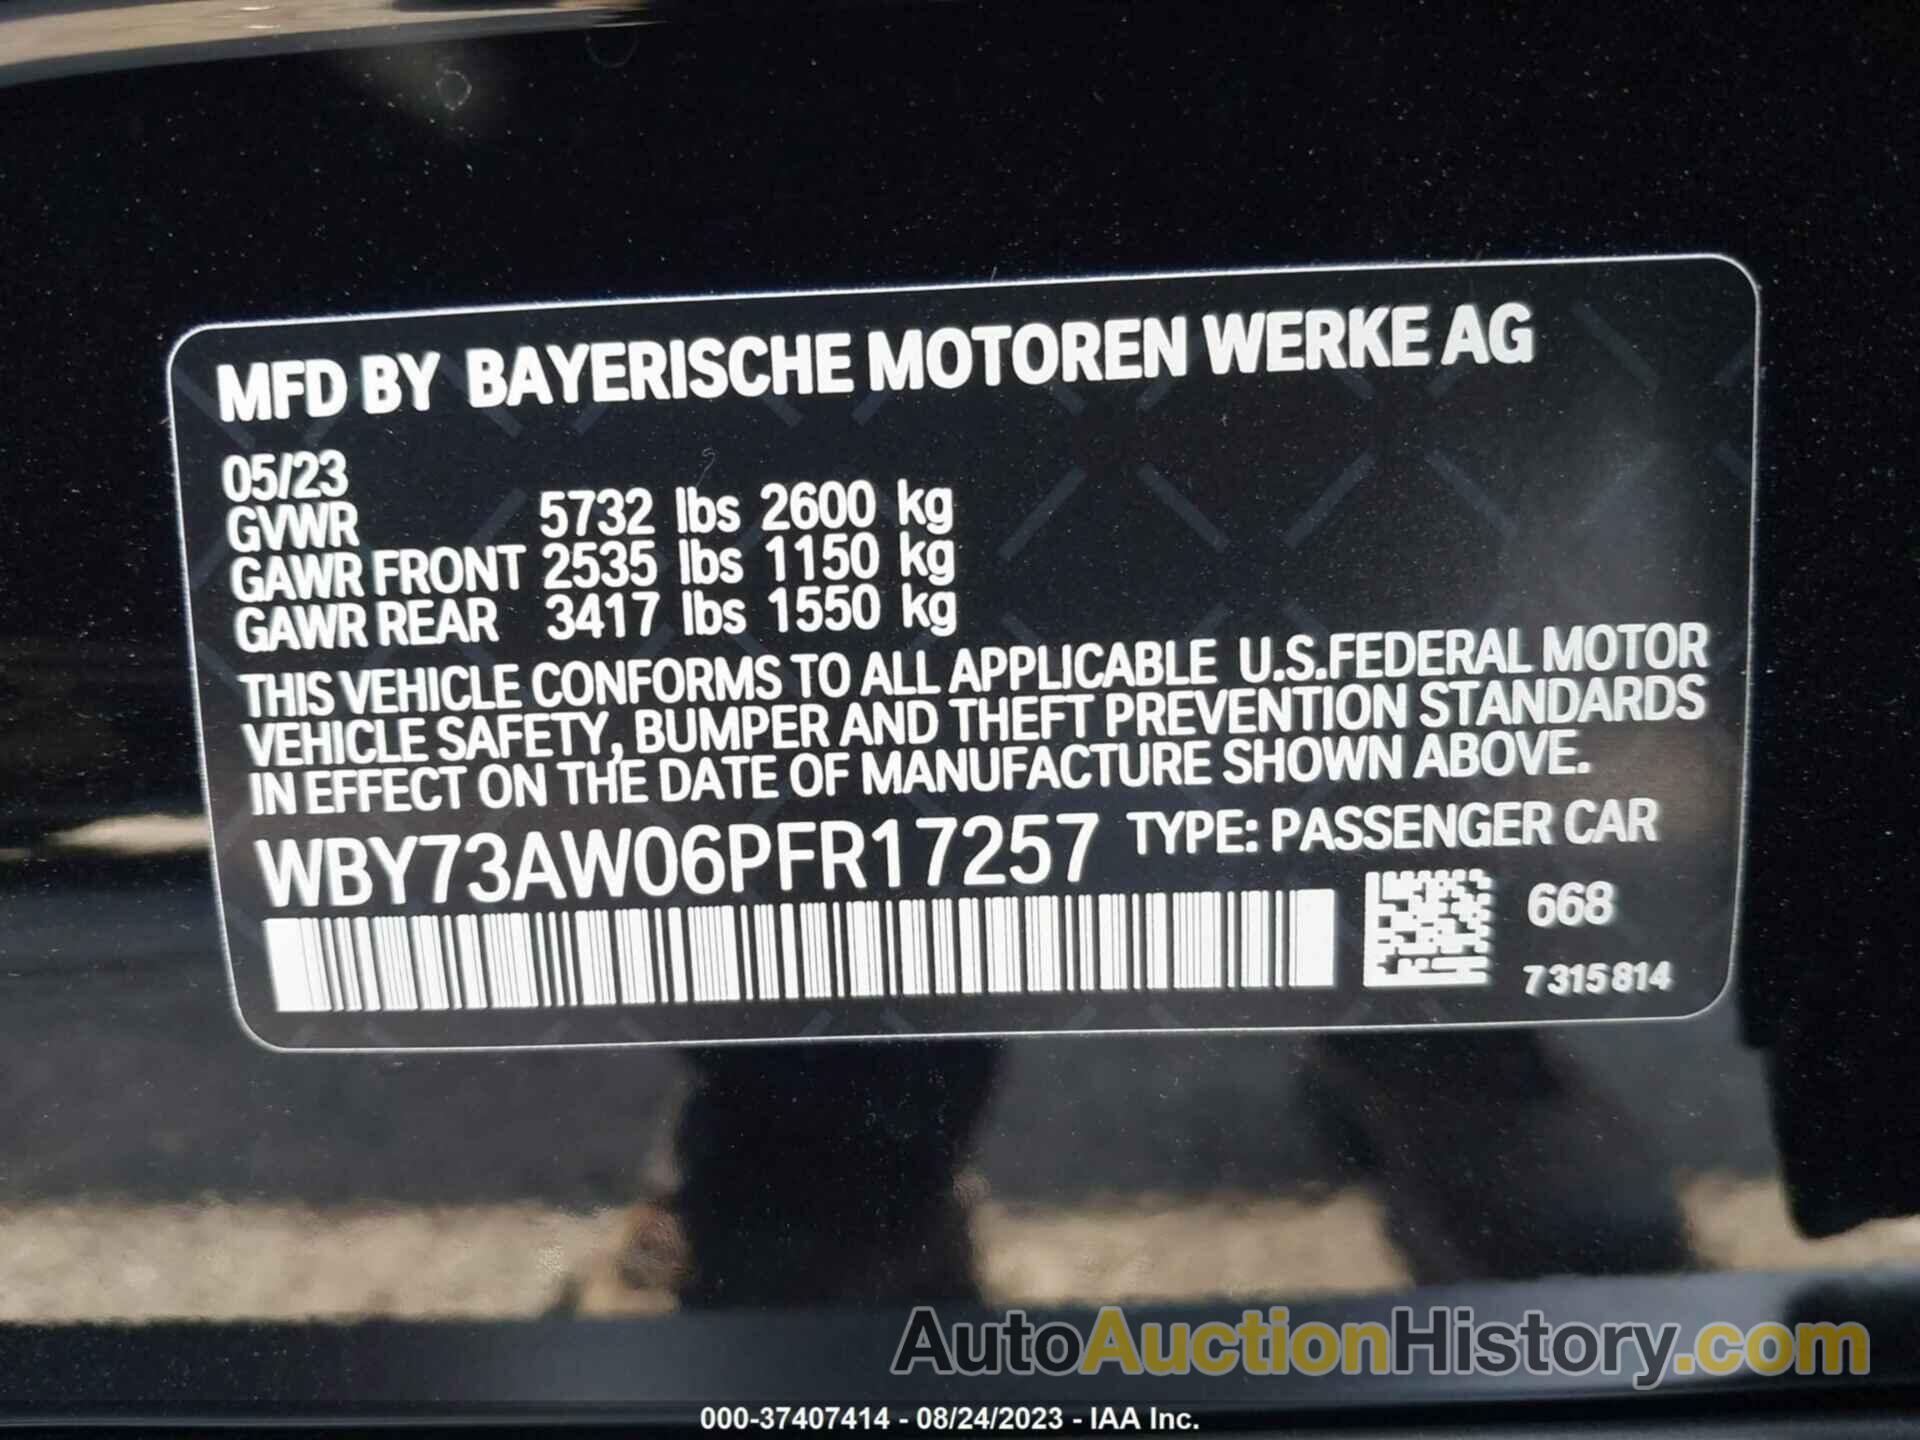 MFD BY BAYERISCHE MOTOREN WERKE AG
05/23
GVWR 5732 lbs 2600 kg
GAWR FRONT 2535 lbs 1150 kg
GAWR REAR 3417 lbs 1550 kg
THIS VEHICLE CONFORMS TO ALL APPLICABLE U.S.FEDERAL MOTOR
VEHICLE SAFETY, BUMPER AND THEFT PREVENTION STANDARDS
IN EFFECT ON THE DATE OF MANUFACTURE SHOWN ABOVE.
WBY73AW06PFR17257 TYPE: PASSENGER CAR
668
7315814
AutoAuctionHistory.com
000-37407414 - 08/24/2023 - IAA Inc.